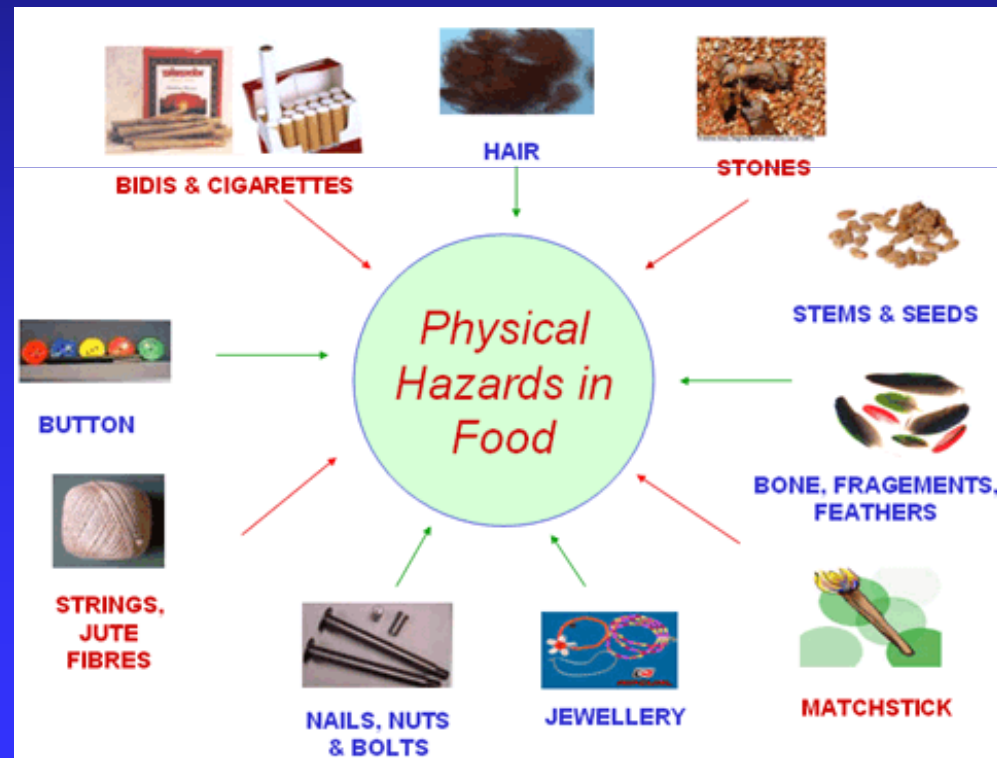 BIDIS & CIGARETTES
HAIR
STONES
STEMS & SEEDS
BUTTON
Physical
Hazards in
Food
BONE, FRAGEMENTS,
FEATHERS
STRINGS,
JUTE
FIBRES
NAILS, NUTS
& BOLTS
JEWELLERY
MATCHSTICK